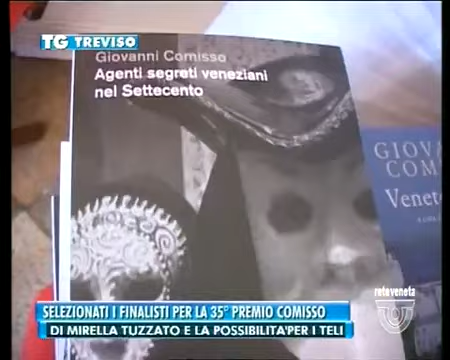 TG TREVISO
Giovanni Comisso
Agenti segreti veneziani
nel Settecento
GIOV
COM
Venet
SELEZIONATI I FINALISTI PER LA 35° PREMIO COMISSO
DI MIRELLA TUZZATO E LA POSSIBILITA'PER I TELI
reteveneta